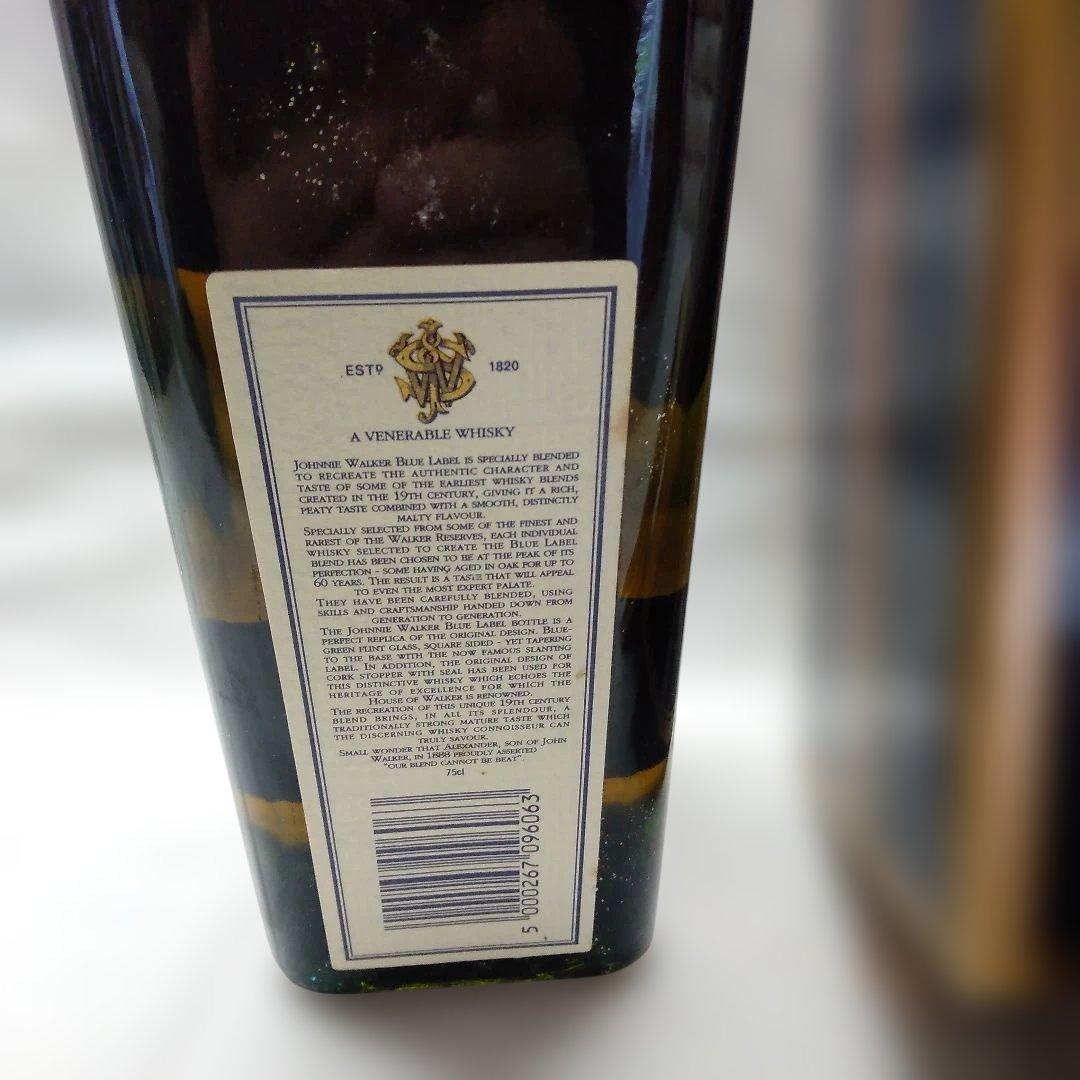 ESTD 1820
A VENERABLE WHISKY
JOHNNIE WALKER BLUE LABEL IS SPECIALLY BLENDED
TO RECREATE THE AUTHENTIC CHARACTER AND
TASTE OF SOME OF THE EARLIEST WHISKY BLENDS
CREATED IN THE 19TH CENTURY, GIVING IT A RICH,
PEATY TASTE COMBINED WITH A SMOOTH, DISTINCTLY
MALTY FLAVOUR.
SPECIALLY SELECTED FROM SOME OF THE FINEST AND
RAREST OF THE WALKER RESERVES, EACH INDIVIDUAL
WHISKY SELECTED TO CREATE THE BLUE LABEL
BLEND HAS BEEN CHOSEN TO BE AT THE PEAK OF ITS
PERFECTION - SOME HAVING AGED IN OAK FOR UP TO
60 YEARS. THE RESULT IS A TASTE THAT WILL APPEAL
TO EVEN THE MOST EXPERT PALATE.
THEY HAVE BEEN CAREFULLY BLENDED, USING
SKILLS AND CRAFTSMANSHIP HANDED DOWN FROM
GENERATION TO GENERATION.
THE JOHNNIE WALKER BLUE LABEL BOTTLE IS A
PERFECT REPLICA OF THE ORIGINAL DESIGN. BLUE-
GREEN FLINT GLASS, SQUARE SIDED - YET TAPERING
TO THE BASE WITH THE NOW FAMOUS SLANTING
LABEL. IN ADDITION, THE ORIGINAL DESIGN OF
CORK STOPPER WITH SEAL HAS BEEN USED FOR
THIS DISTINCTIVE WHISKY WHICH ECHOES THE
HERITAGE OF EXCELLENCE FOR WHICH THE
HOUSE OF WALKER IS RENOWNED.
THE RECREATION OF THIS UNIQUE 19TH CENTURY
BLEND BRINGS, IN ALL ITS SPLENDOUR, A
TRADITIONALLY STRONG MATURE TASTE WHICH
THE DISCERNING WHISKY CONNOISSEUR CAN
TRULY SAVOUR.
SMALL WONDER THAT ALEXANDER, SON OF JOHN
WALKER, IN 1888 PROUDLY ASSERTED
"OUR BLEND CANNOT BE BEAT".
75cl
5 000267 096063